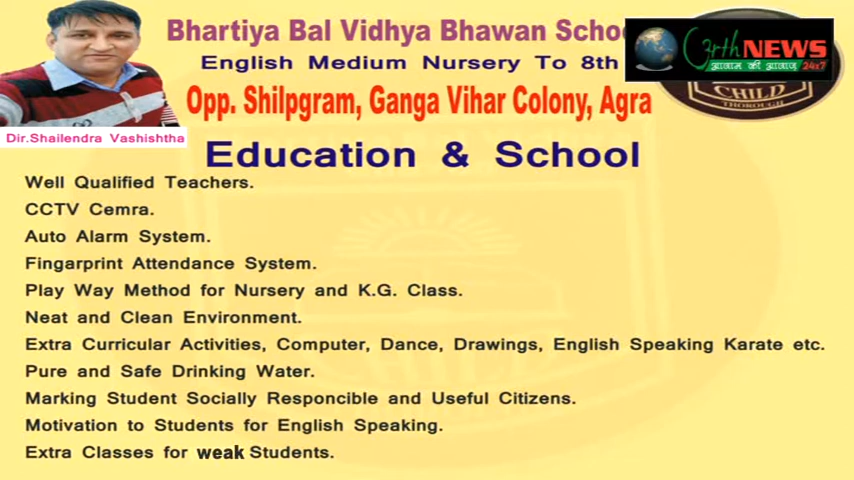 Bhartiya Bal Vidhya Bhawan Schoo
English Medium Nursery To 8th
Opp. Shilpgram, Ganga Vihar Colony, Agra
NEWS
आवाम की आवाज़ 24x7
CHILD
THOROUGH
Dir.Shailendra Vashishtha
Education & School
Well Qualified Teachers.
CCTV Cemra.
Auto Alarm System.
Fingarprint Attendance System.
Play Way Method for Nursery and K.G. Class.
Neat and Clean Environment.
Extra Curricular Activities, Computer, Dance, Drawings, English Speaking Karate etc.
Pure and Safe Drinking Water.
Marking Student Socially Responcible and Useful Citizens.
Motivation to Students for English Speaking.
Extra Classes for weak Students.